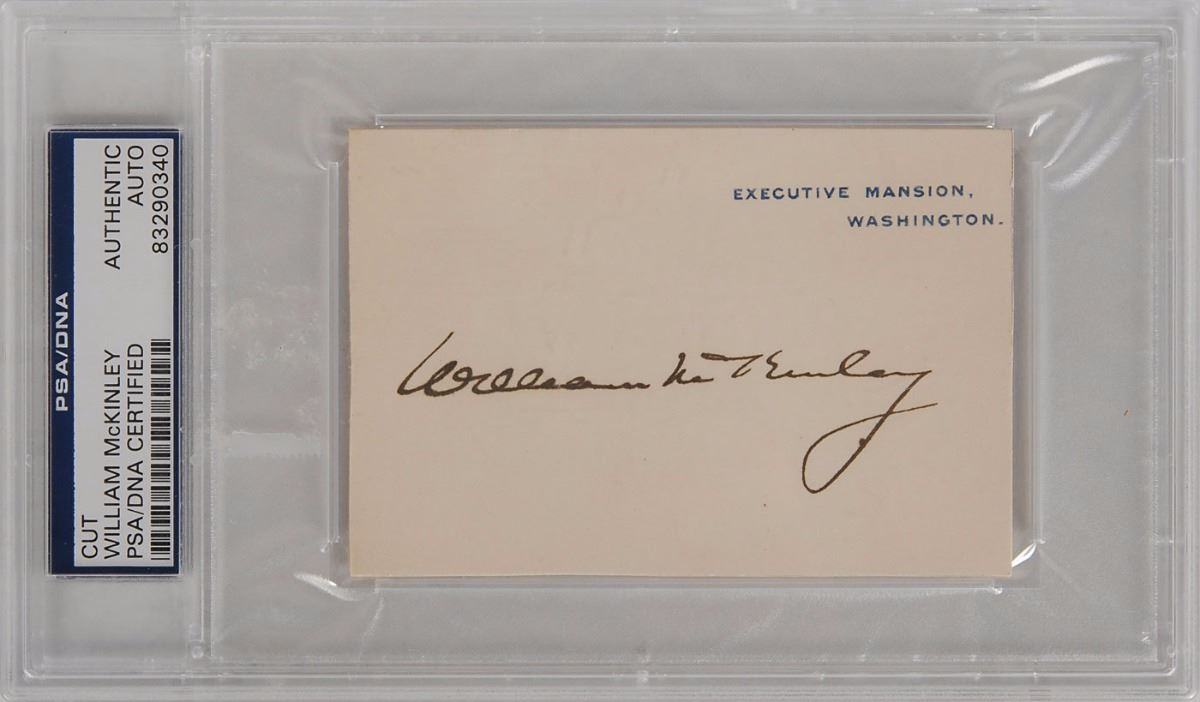 PSA/DNA
CUT
WILLIAM McKINLEY
PSA/DNA CERTIFIED
AUTHENTIC
AUTO
83290340
EXECUTIVE MANSION,
WASHINGTON.
William McKinley